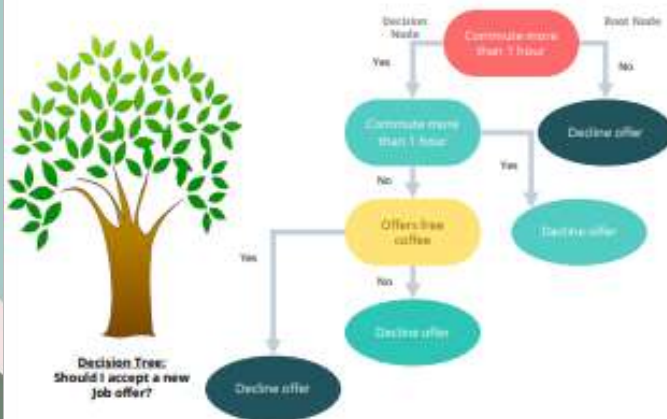 Decision
Node
Root Node
Commute more
than 1 hour
Yes
No
Commute more
than 1 hour
Decline offer
Yes
No
Offers free
coffee
Decline offer
Yes
No
Decline offer
Decision Tree:
Should I accept a new
Job offer?
Decline offer